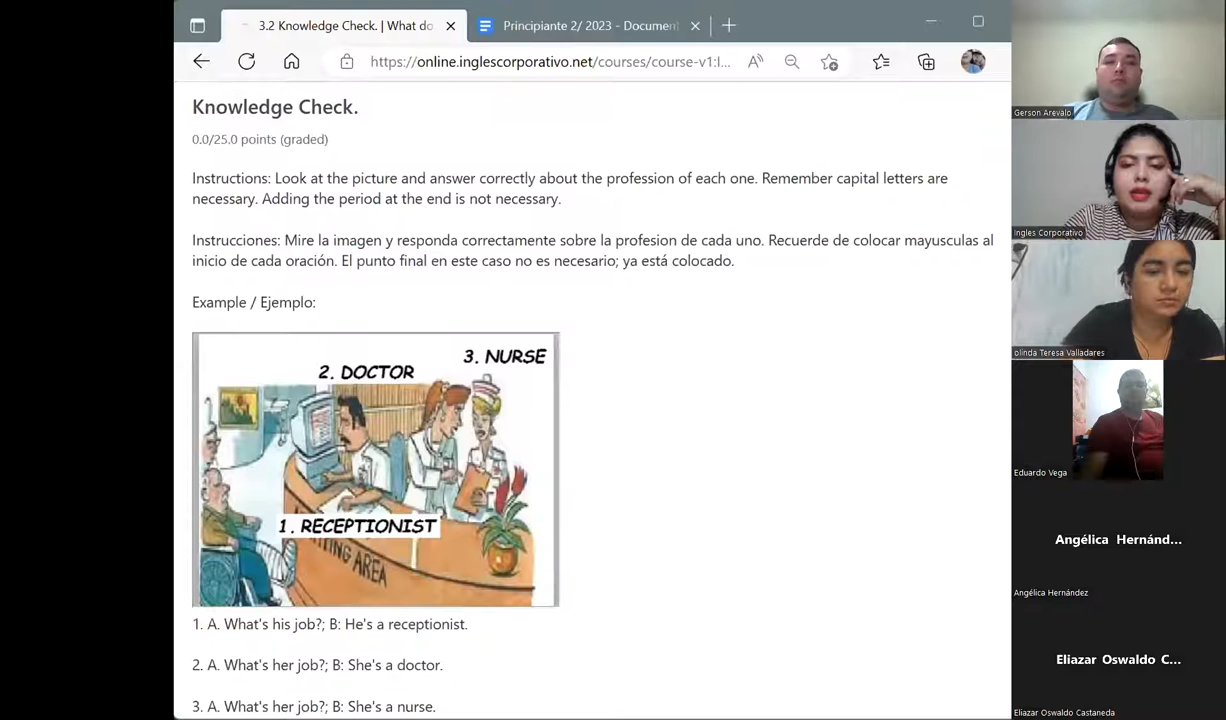 3.2 Knowledge Check. | What do
Principiante 2/ 2023 - Document
https://online.inglescorporativo.net/courses/course-v1:I...
Knowledge Check.
0.0/25.0 points (graded)
Instructions: Look at the picture and answer correctly about the profession of each one. Remember capital letters are
necessary. Adding the period at the end is not necessary.
Instrucciones: Mire la imagen y responda correctamente sobre la profesion de cada uno. Recuerde de colocar mayusculas al
inicio de cada oración. El punto final en este caso no es necesario; ya está colocado.
Example / Ejemplo:
3. NURSE
2. DOCTOR
1. RECEPTIONIST
AREA
1. A. What's his job?; B: He's a receptionist.
2. A. What's her job?; B: She's a doctor.
3. A. What's her job?; B: She's a nurse.
Gerson Arevalo
Ingles Corporativo
olinda Teresa Valladares
Eduardo Vega
Angélica Hernánd...
Angélica Hernández
Eliazar Oswaldo C...
Eliazar Oswaldo Castaneda